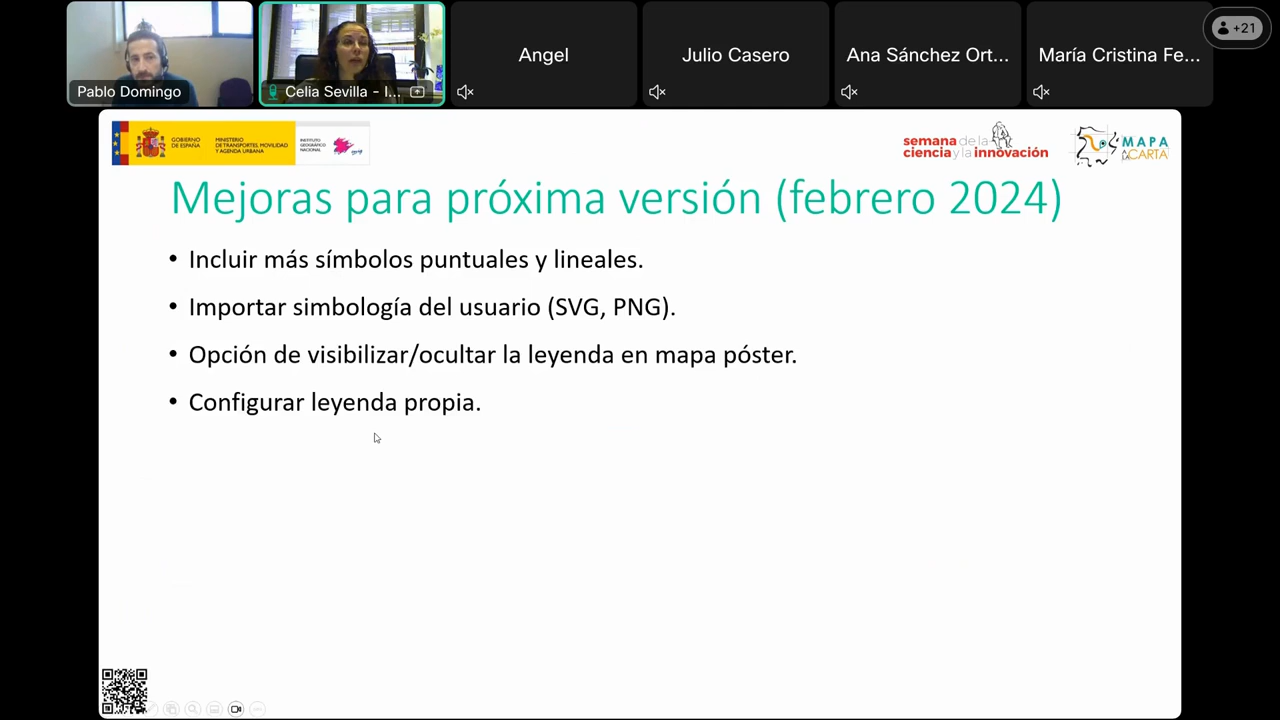 +21
Pablo Domingo
Celia Sevilla - I...
Angel
Julio Casero
Ana Sánchez Ort...
María Cristina Fe...
GOBIERNO
DE ESPAÑA
MINISTERIO
DE TRANSPORTES, MOVILIDAD
Y AGENDA URBANA
INSTITUTO
GEOGRÁFICO
NACIONAL
semana de la
ciencia y la innovación
MAPA
A LA
CARTA
Mejoras para próxima versión (febrero 2024)
• Incluir más símbolos puntuales y lineales.
• Importar simbología del usuario (SVG, PNG).
• Opción de visibilizar/ocultar la leyenda en mapa póster.
• Configurar leyenda propia.